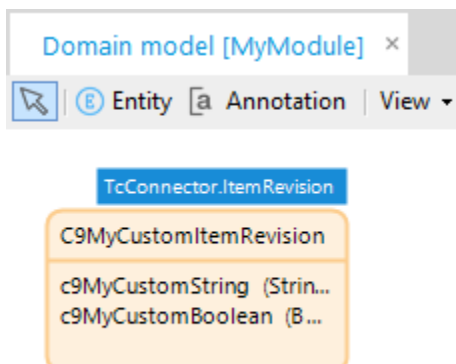 Domain model [MyModule] ×
E Entity [a Annotation View
TcConnector.ItemRevision
C9MyCustomItemRevision
c9MyCustomString (Strin...
c9MyCustomBoolean (B...